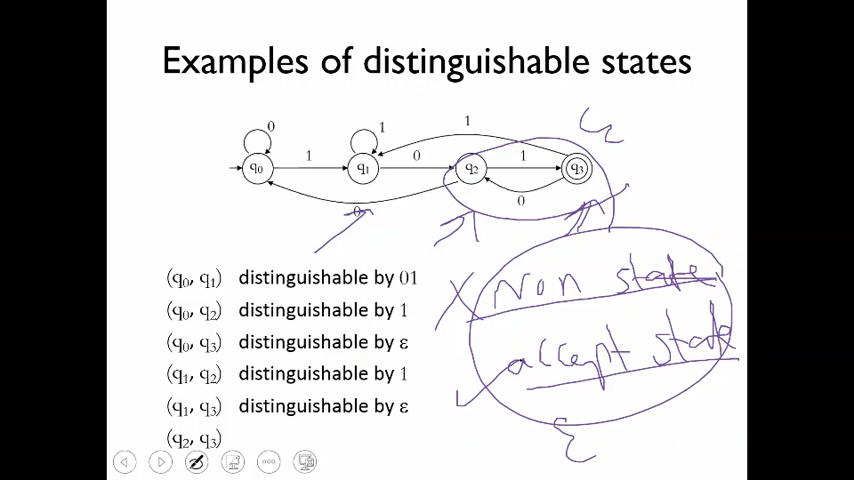 Examples of distinguishable states
0 1 1
1 0 1
q0 q1 q2 q3
0 0
(q0, q1) distinguishable by 01
(q0, q2) distinguishable by 1
(q0, q3) distinguishable by ε
(q1, q2) distinguishable by 1
(q1, q3) distinguishable by ε
(q2, q3)
Non state
accept state
ε